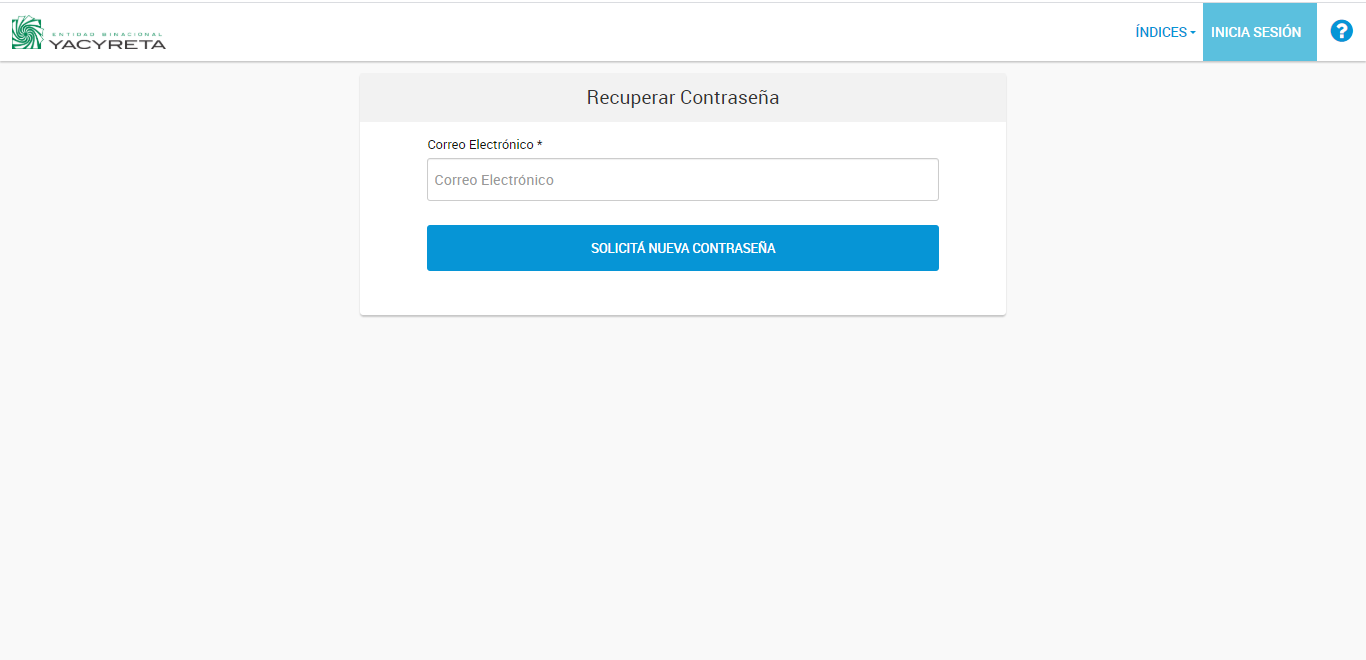 ENTIDAD BINACIONAL
YACYRETA
ÍNDICES
INICIA SESIÓN
?
Recuperar Contraseña
Correo Electrónico *
Correo Electrónico
SOLICITÁ NUEVA CONTRASEÑA